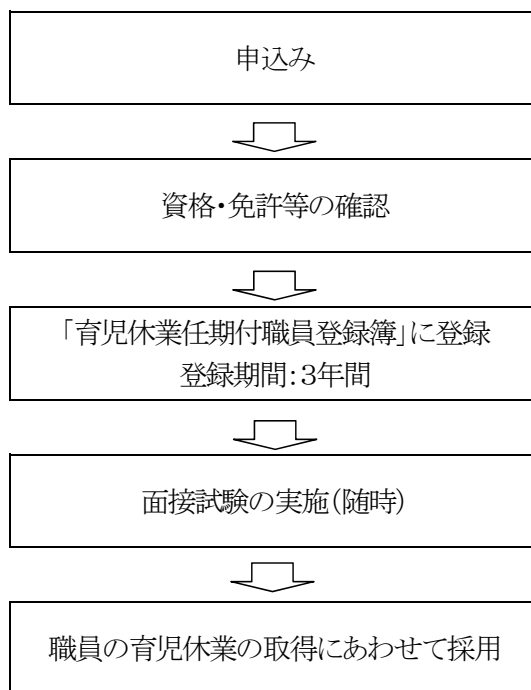 申込み
資格・免許等の確認
「育児休業任期付職員登録簿」に登録
登録期間：3年間
面接試験の実施(随時)
職員の育児休業の取得にあわせて採用